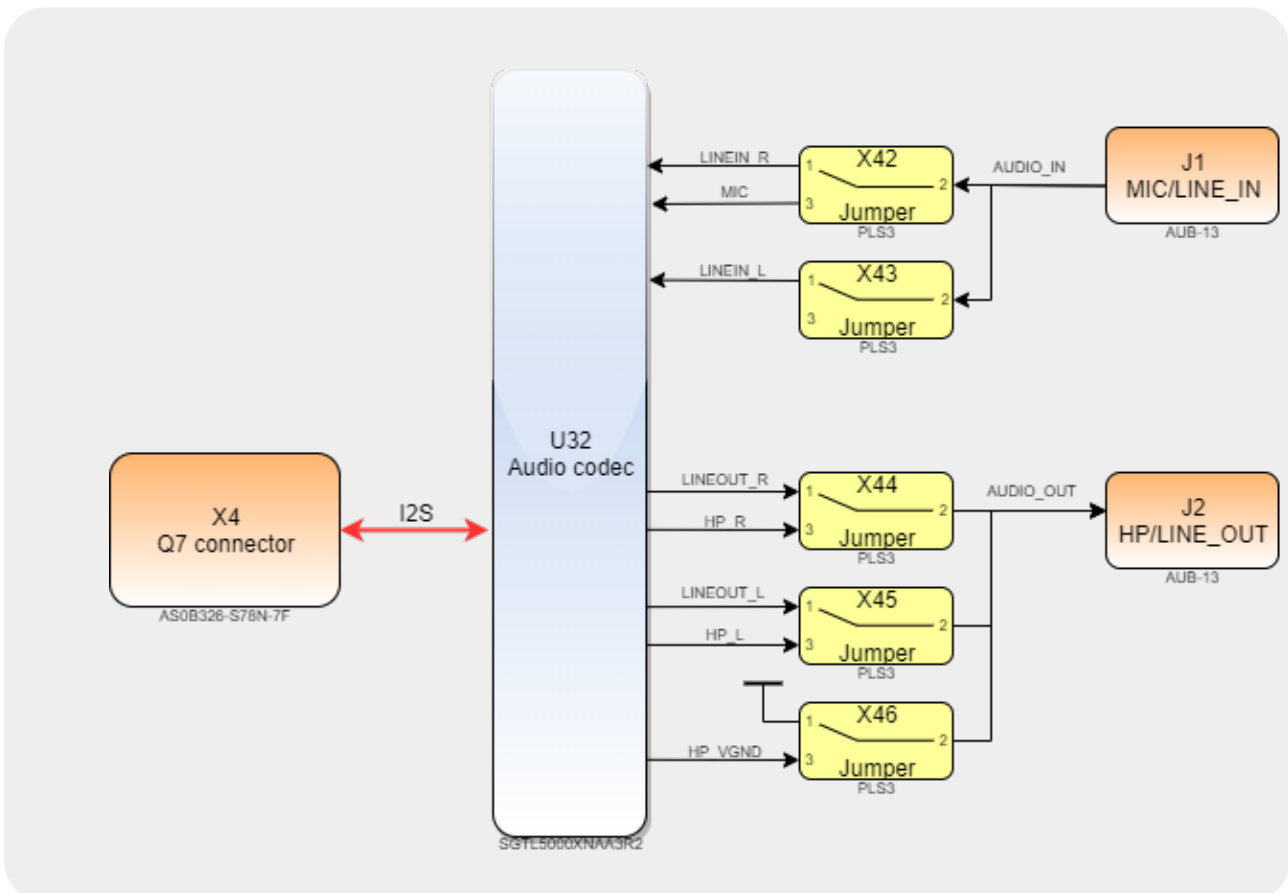 LINEIN_R
MIC
1
3
X42
2
Jumper
PLS3
AUDIO_IN
J1
MIC/LINE_IN
AUB-13
LINEIN_L
1
3
X43
2
Jumper
PLS3
U32
Audio codec
SGTL5000XNAA3R2
X4
Q7 connector
AS0B326-S78N-7F
I2S
LINEOUT_R
HP_R
1
3
X44
2
Jumper
PLS3
AUDIO_OUT
J2
HP/LINE_OUT
AUB-13
LINEOUT_L
HP_L
1
3
X45
2
Jumper
PLS3
HP_VGND
1
3
X46
2
Jumper
PLS3